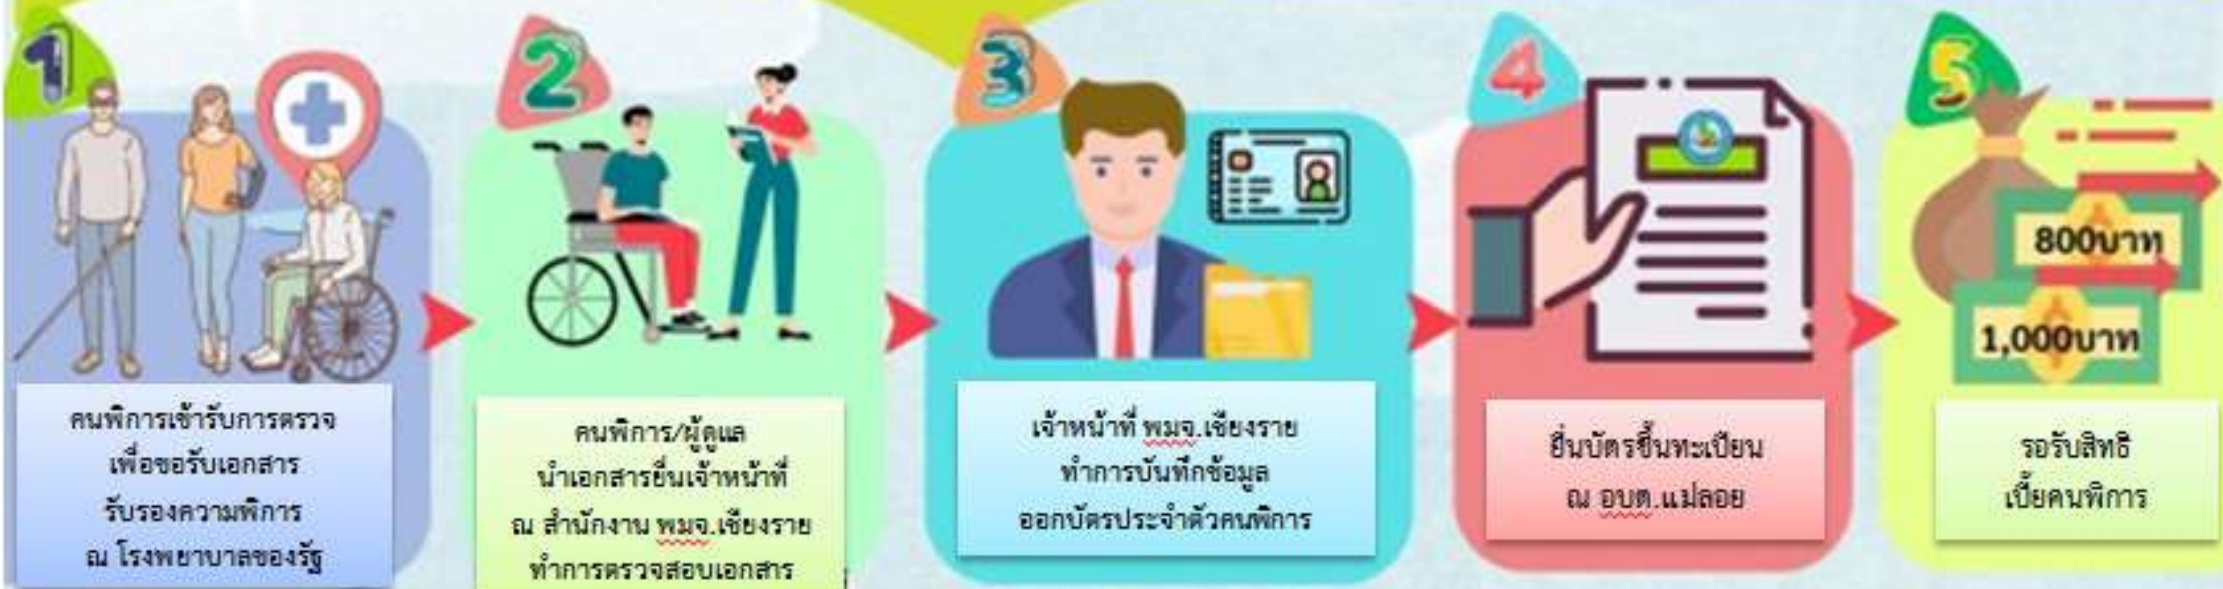 1
คนพิการเข้ารับการตรวจ
เพื่อขอรับเอกสาร
รับรองความพิการ
ณ โรงพยาบาลของรัฐ
2
คนพิการ/ผู้ดูแล
นำเอกสารยื่นเจ้าหน้าที่
ณ สำนักงาน พมจ.เชียงราย
ทำการตรวจสอบเอกสาร
3
เจ้าหน้าที่ พมจ.เชียงราย
ทำการบันทึกข้อมูล
ออกบัตรประจำตัวคนพิการ
4
ยื่นบัตรขึ้นทะเบียน
ณ อบต.แม่ลอย
5
800บาท
1,000บาท
รอรับสิทธิ
เบี้ยคนพิการ